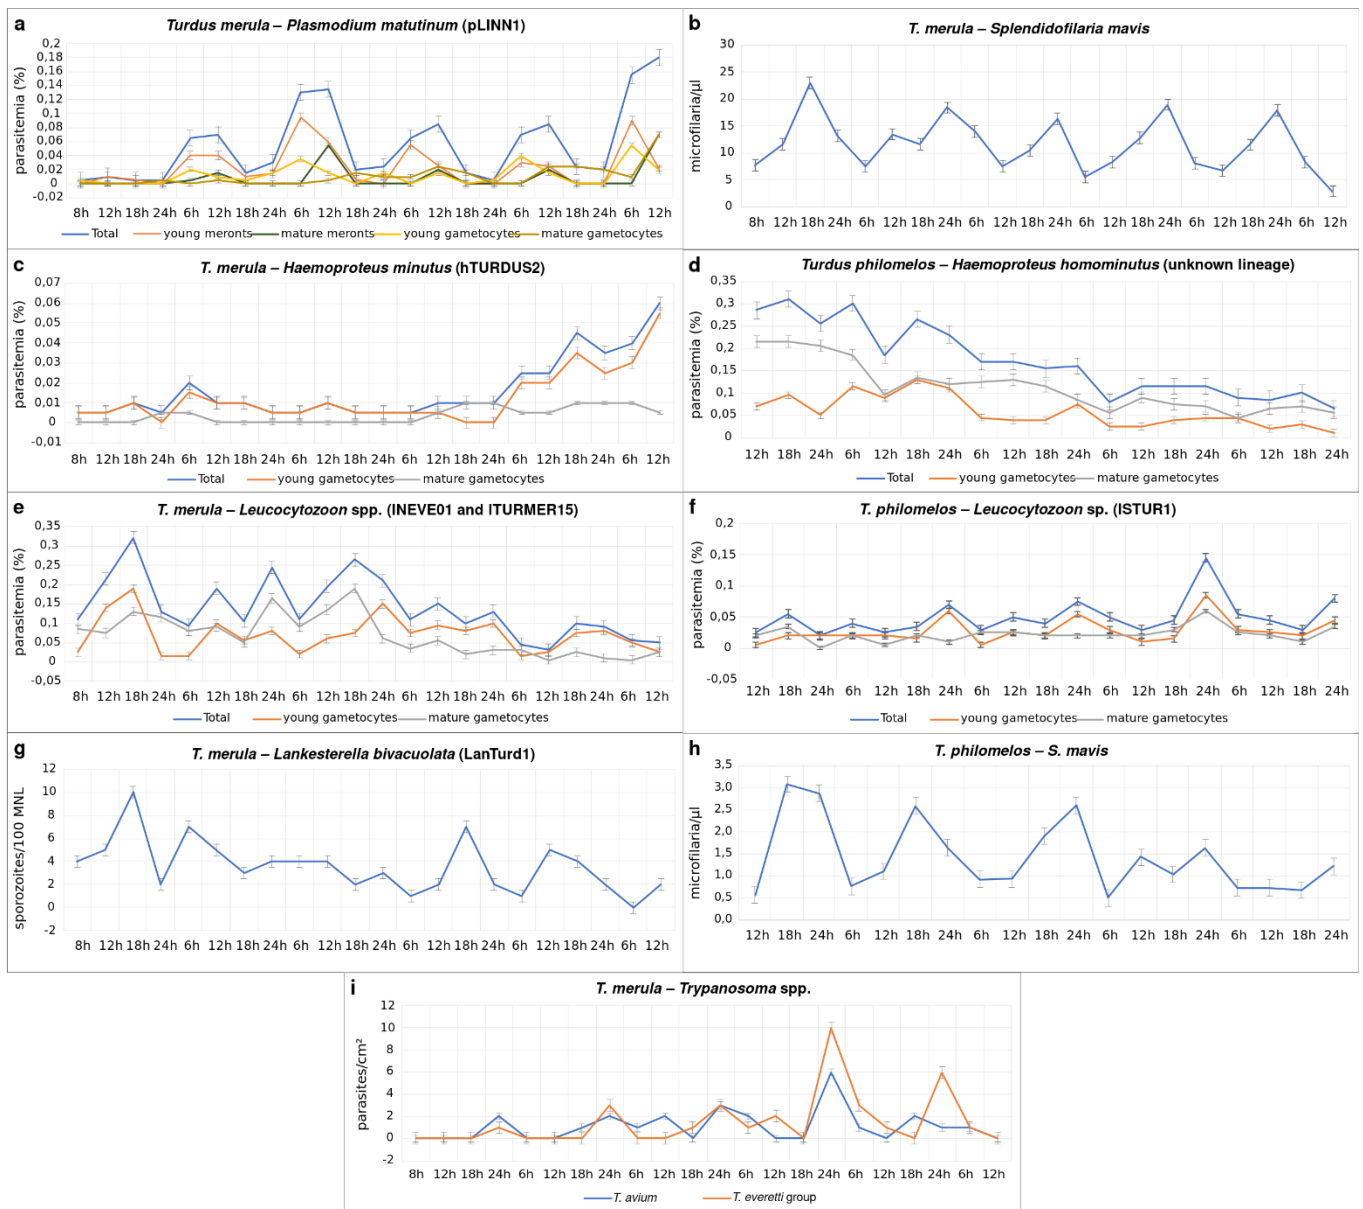 a
Turdus merula – Plasmodium matutinum (pLINN1)
parasitemia (%)
0,2
0,18
0,16
0,14
0,12
0,1
0,08
0,06
0,04
0,02
0
-0,02
8h 12h 18h 24h 6h 12h 18h 24h 6h 12h 18h 24h 6h 12h 18h 24h 6h 12h 18h 24h 6h 12h
Total young meronts mature meronts young gametocytes mature gametocytes
b
T. merula – Splendidofilaria mavis
microfilaria/µl
30
25
20
15
10
5
0
8h 12h 18h 24h 6h 12h 18h 24h 6h 12h 18h 24h 6h 12h 18h 24h 6h 12h 18h 24h 6h 12h
c
T. merula – Haemoproteus minutus (hTURDUS2)
parasitemia (%)
0,07
0,06
0,05
0,04
0,03
0,02
0,01
0
-0,01
8h 12h 18h 24h 6h 12h 18h 24h 6h 12h 18h 24h 6h 12h 18h 24h 6h 12h 18h 24h 6h 12h
Total young gametocytes mature gametocytes
d
Turdus philomelos – Haemoproteus homominutus (unknown lineage)
parasitemia (%)
0,35
0,3
0,25
0,2
0,15
0,1
0,05
0
12h 18h 24h 6h 12h 18h 24h 6h 12h 18h 24h 6h 12h 18h 24h 6h 12h 18h 24h
Total young gametocytes mature gametocytes
e
T. merula – Leucocytozoon spp. (lNEVE01 and lTURMER15)
parasitemia (%)
0,35
0,3
0,25
0,2
0,15
0,1
0,05
0
-0,05
8h 12h 18h 24h 6h 12h 18h 24h 6h 12h 18h 24h 6h 12h 18h 24h 6h 12h 18h 24h 6h 12h
Total young gametocytes mature gametocytes
f
T. philomelos – Leucocytozoon sp. (lSTUR1)
parasitemia (%)
0,2
0,15
0,1
0,05
0
-0,05
12h 18h 24h 6h 12h 18h 24h 6h 12h 18h 24h 6h 12h 18h 24h 6h 12h 18h 24h
Total young gametocytes mature gametocytes
g
T. merula – Lankesterella bivacuolata (LanTurd1)
sporozoites/100 MNL
12
10
8
6
4
2
0
-2
8h 12h 18h 24h 6h 12h 18h 24h 6h 12h 18h 24h 6h 12h 18h 24h 6h 12h 18h 24h 6h 12h
h
T. philomelos – S. mavis
microfilaria/µl
3,5
3,0
2,5
2,0
1,5
1,0
0,5
0,0
12h 18h 24h 6h 12h 18h 24h 6h 12h 18h 24h 6h 12h 18h 24h 6h 12h 18h 24h
i
T. merula – Trypanosoma spp.
parasites/cm²
12
10
8
6
4
2
0
-2
8h 12h 18h 24h 6h 12h 18h 24h 6h 12h 18h 24h 6h 12h 18h 24h 6h 12h 18h 24h 6h 12h
T. avium T. everetti group